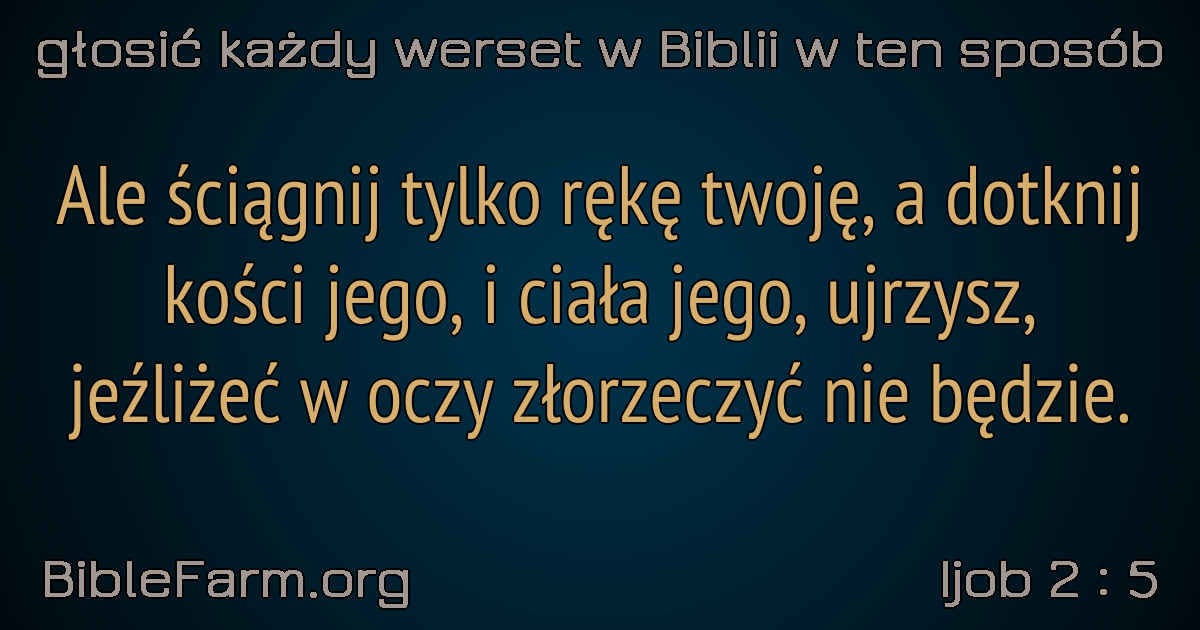 głosić każdy werset w Biblii w ten sposób
Ale ściągnij tylko rękę twoję, a dotknij
kości jego, i ciała jego, ujrzysz,
jeźliżeć w oczy złorzeczyć nie będzie.
BibleFarm.org
Ijob 2 : 5